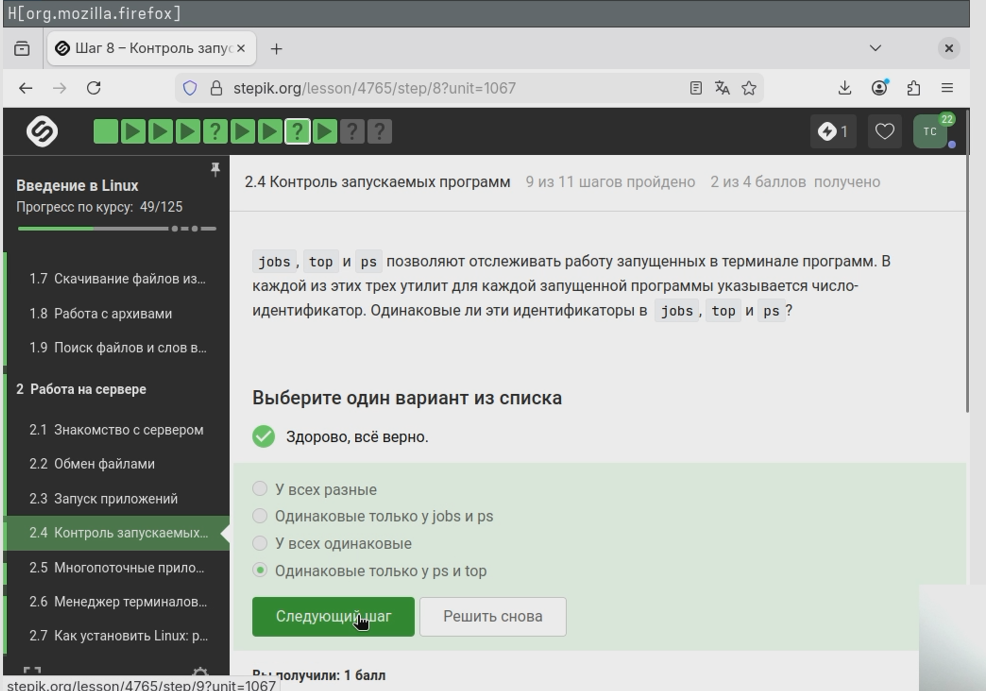 H[org.mozilla.firefox]
Шаг 8 – Контроль запус
stepik.org/lesson/4765/step/8?unit=1067
? ? ? ?
1
TC
22
Введение в Linux
Прогресс по курсу: 49/125
1.7 Скачивание файлов из...
1.8 Работа с архивами
1.9 Поиск файлов и слов в...
2 Работа на сервере
2.1 Знакомство с сервером
2.2 Обмен файлами
2.3 Запуск приложений
2.4 Контроль запускаемых...
2.5 Многопоточные прило...
2.6 Менеджер терминалов...
2.7 Как установить Linux: р...
2.4 Контроль запускаемых программ 9 из 11 шагов пройдено 2 из 4 баллов получено
jobs, top и ps позволяют отслеживать работу запущенных в терминале программ. В
каждой из этих трех утилит для каждой запущенной программы указывается число-
идентификатор. Одинаковые ли эти идентификаторы в jobs, top и ps?
Выберите один вариант из списка
Здорово, всё верно.
У всех разные
Одинаковые только у jobs и ps
У всех одинаковые
Одинаковые только у ps и top
Следующий шаг
Решить снова
Вы получили: 1 балл
stepik.org/lesson/4765/step/9?unit=1067